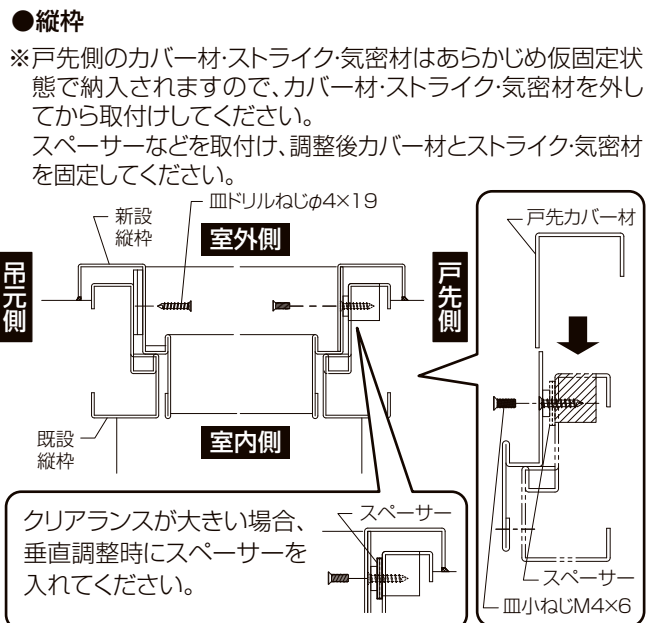 ●縦枠
※戸先側のカバー材・ストライク・気密材はあらかじめ仮固定状
態で納入されますので、カバー材・ストライク・気密材を外し
てから取付けしてください。
スペーサーなどを取付け、調整後カバー材とストライク・気密材
を固定してください。
皿ドリルねじφ4×19
新設
縦枠
室外側
吊元側
戸先側
既設
縦枠
室内側
クリアランスが大きい場合、
垂直調整時にスペーサーを
入れてください。
スペーサー
戸先カバー材
スペーサー
皿小ねじM4×6